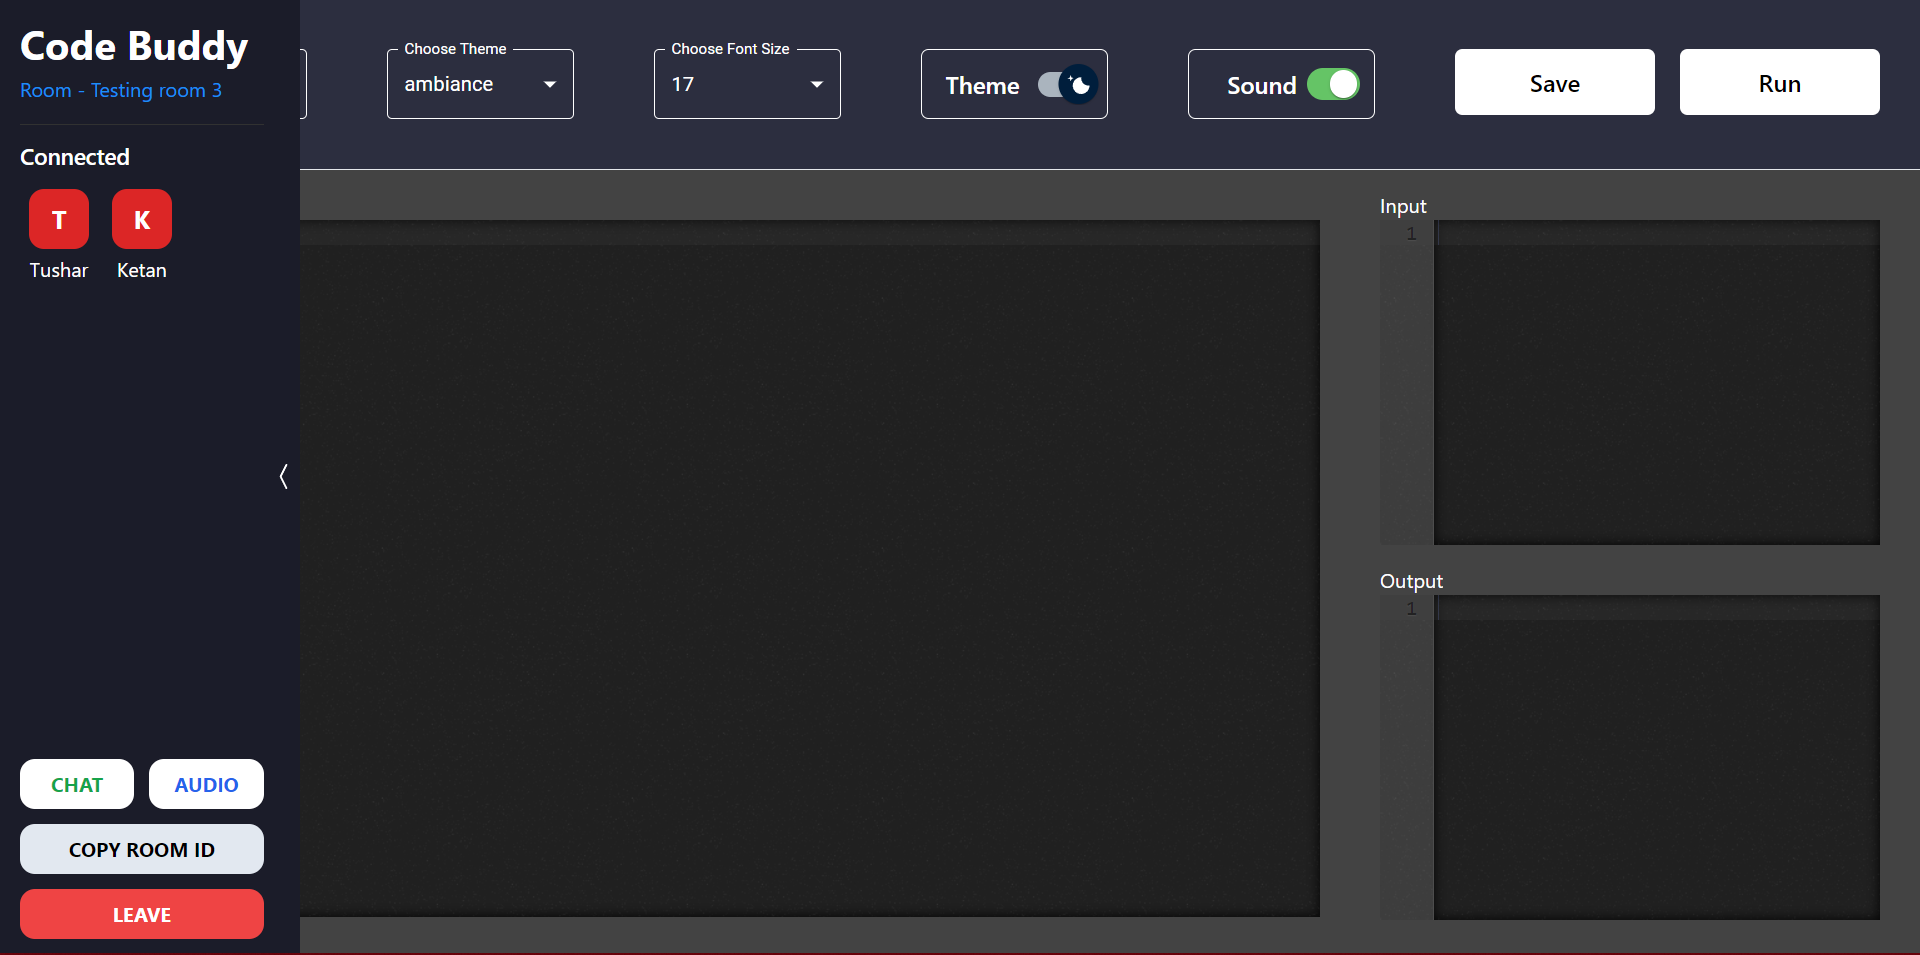 Code Buddy
Room - Testing room 3
Connected
T K
Tushar Ketan
CHAT AUDIO
COPY ROOM ID
LEAVE
Choose Theme
ambiance
Choose Font Size
17
Theme
Sound
Save
Run
Input
1
Output
1